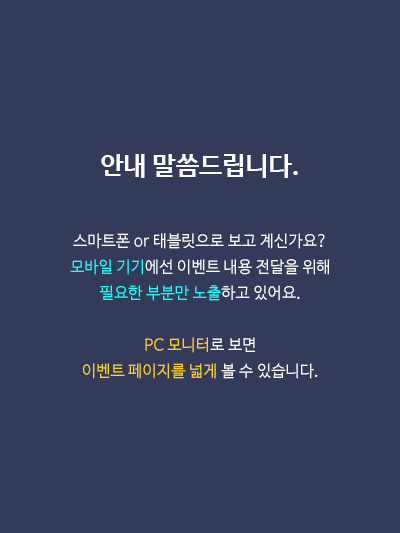 안내 말씀드립니다.
스마트폰 or 태블릿으로 보고 계신가요?
모바일 기기에선 이벤트 내용 전달을 위해
필요한 부분만 노출하고 있어요.
PC 모니터로 보면
이벤트 페이지를 넓게 볼 수 있습니다.